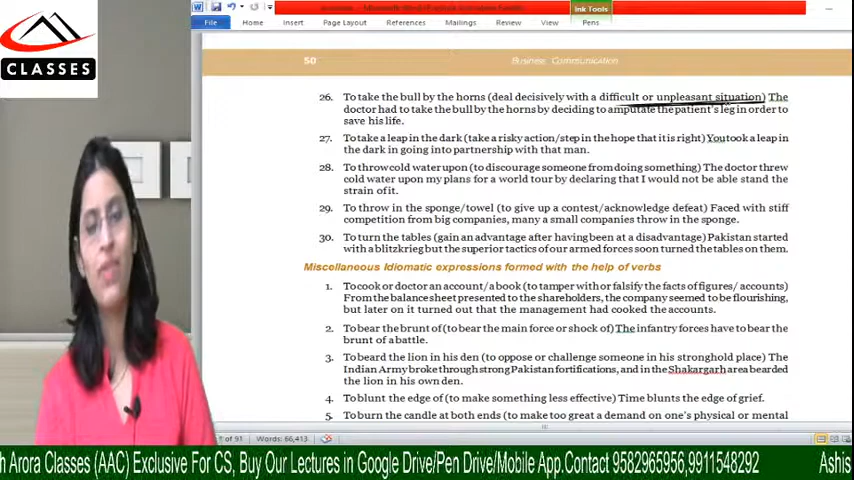 CLASSES
Ink Tools
File Home Insert Page Layout References Mailings Review View Pens
50 Business Communication
26. To take the bull by the horns (deal decisively with a difficult or unpleasant situation) The
doctor had to take the bull by the horns by deciding to amputate the patient's leg in order to
save his life.
27. To take a leap in the dark (take a risky action/step in the hope that it is right) You took a leap in
the dark in going into partnership with that man.
28. To throw cold water upon (to discourage someone from doing something) The doctor threw
cold water upon my plans for a world tour by declaring that I would not be able stand the
strain of it.
29. To throw in the sponge/towel (to give up a contest/acknowledge defeat) Faced with stiff
competition from big companies, many a small companies throw in the sponge.
30. To turn the tables (gain an advantage after having been at a disadvantage) Pakistan started
with a blitzkrieg but the superior tactics of our armed forces soon turned the tables on them.
Miscellaneous Idiomatic expressions formed with the help of verbs
1. To cook or doctor an account/a book (to tamper with or falsify the facts of figures/ accounts)
From the balance sheet presented to the shareholders, the company seemed to be flourishing,
but later on it turned out that the management had cooked the accounts.
2. To bear the brunt of (to bear the main force or shock of) The infantry forces have to bear the
brunt of a battle.
3. To beard the lion in his den (to oppose or challenge someone in his stronghold place) The
Indian Army broke through strong Pakistan fortifications, and in the Shakargarh area bearded
the lion in his own den.
4. To blunt the edge of (to make something less effective) Time blunts the edge of grief.
5. To burn the candle at both ends (to make too great a demand on one's physical or mental
of 91 Words: 66,413
h Arora Classes (AAC) Exclusive For CS, Buy Our Lectures in Google Drive/Pen Drive/Mobile App.Contact 9582965956,9911548292 Ashis